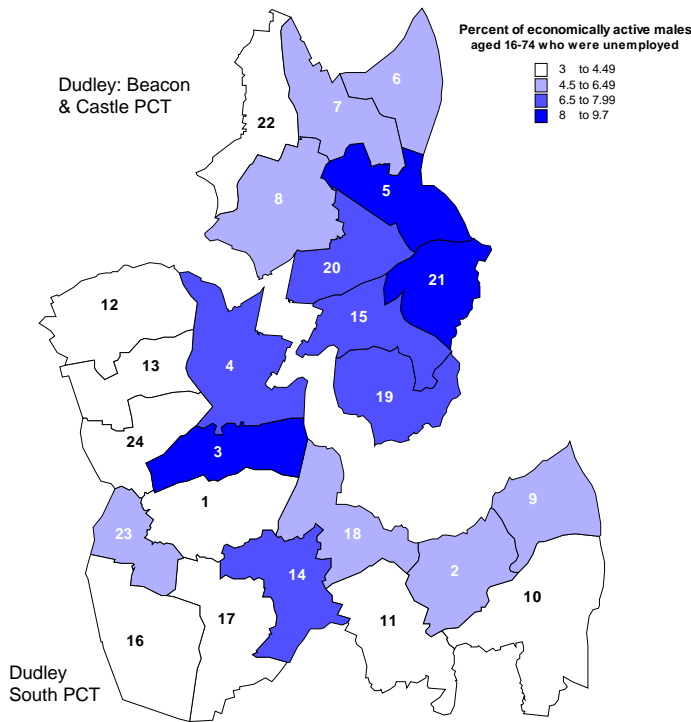 Percent of economically active males
aged 16-74 who were unemployed
3 to 4.49
4.5 to 6.49
6.5 to 7.99
8 to 9.7
Dudley: Beacon
& Castle PCT
6
7
22
5
8
20
21
12
15
13
4
19
24
3
1
9
23
18
2
14
10
17
11
16
Dudley
South PCT